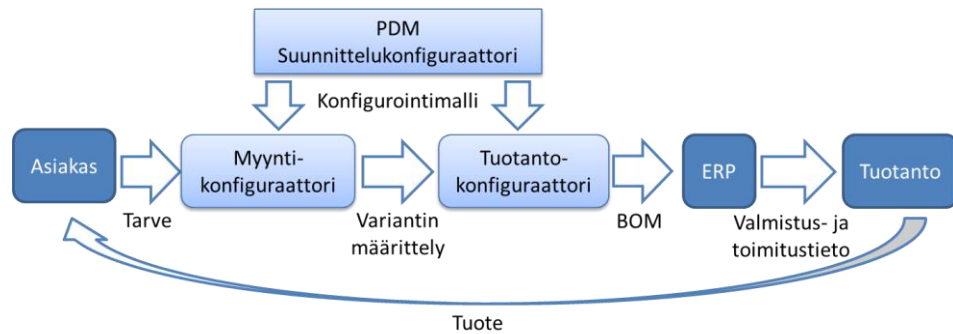 PDM
Suunnittelukonfiguraattori
Konfigurointimalli
Asiakas
Myynti-
konfiguraattori
Tuotanto-
konfiguraattori
ERP
Tuotanto
Tarve
Variantin
määrittely
BOM
Valmistus- ja
toimitustieto
Tuote